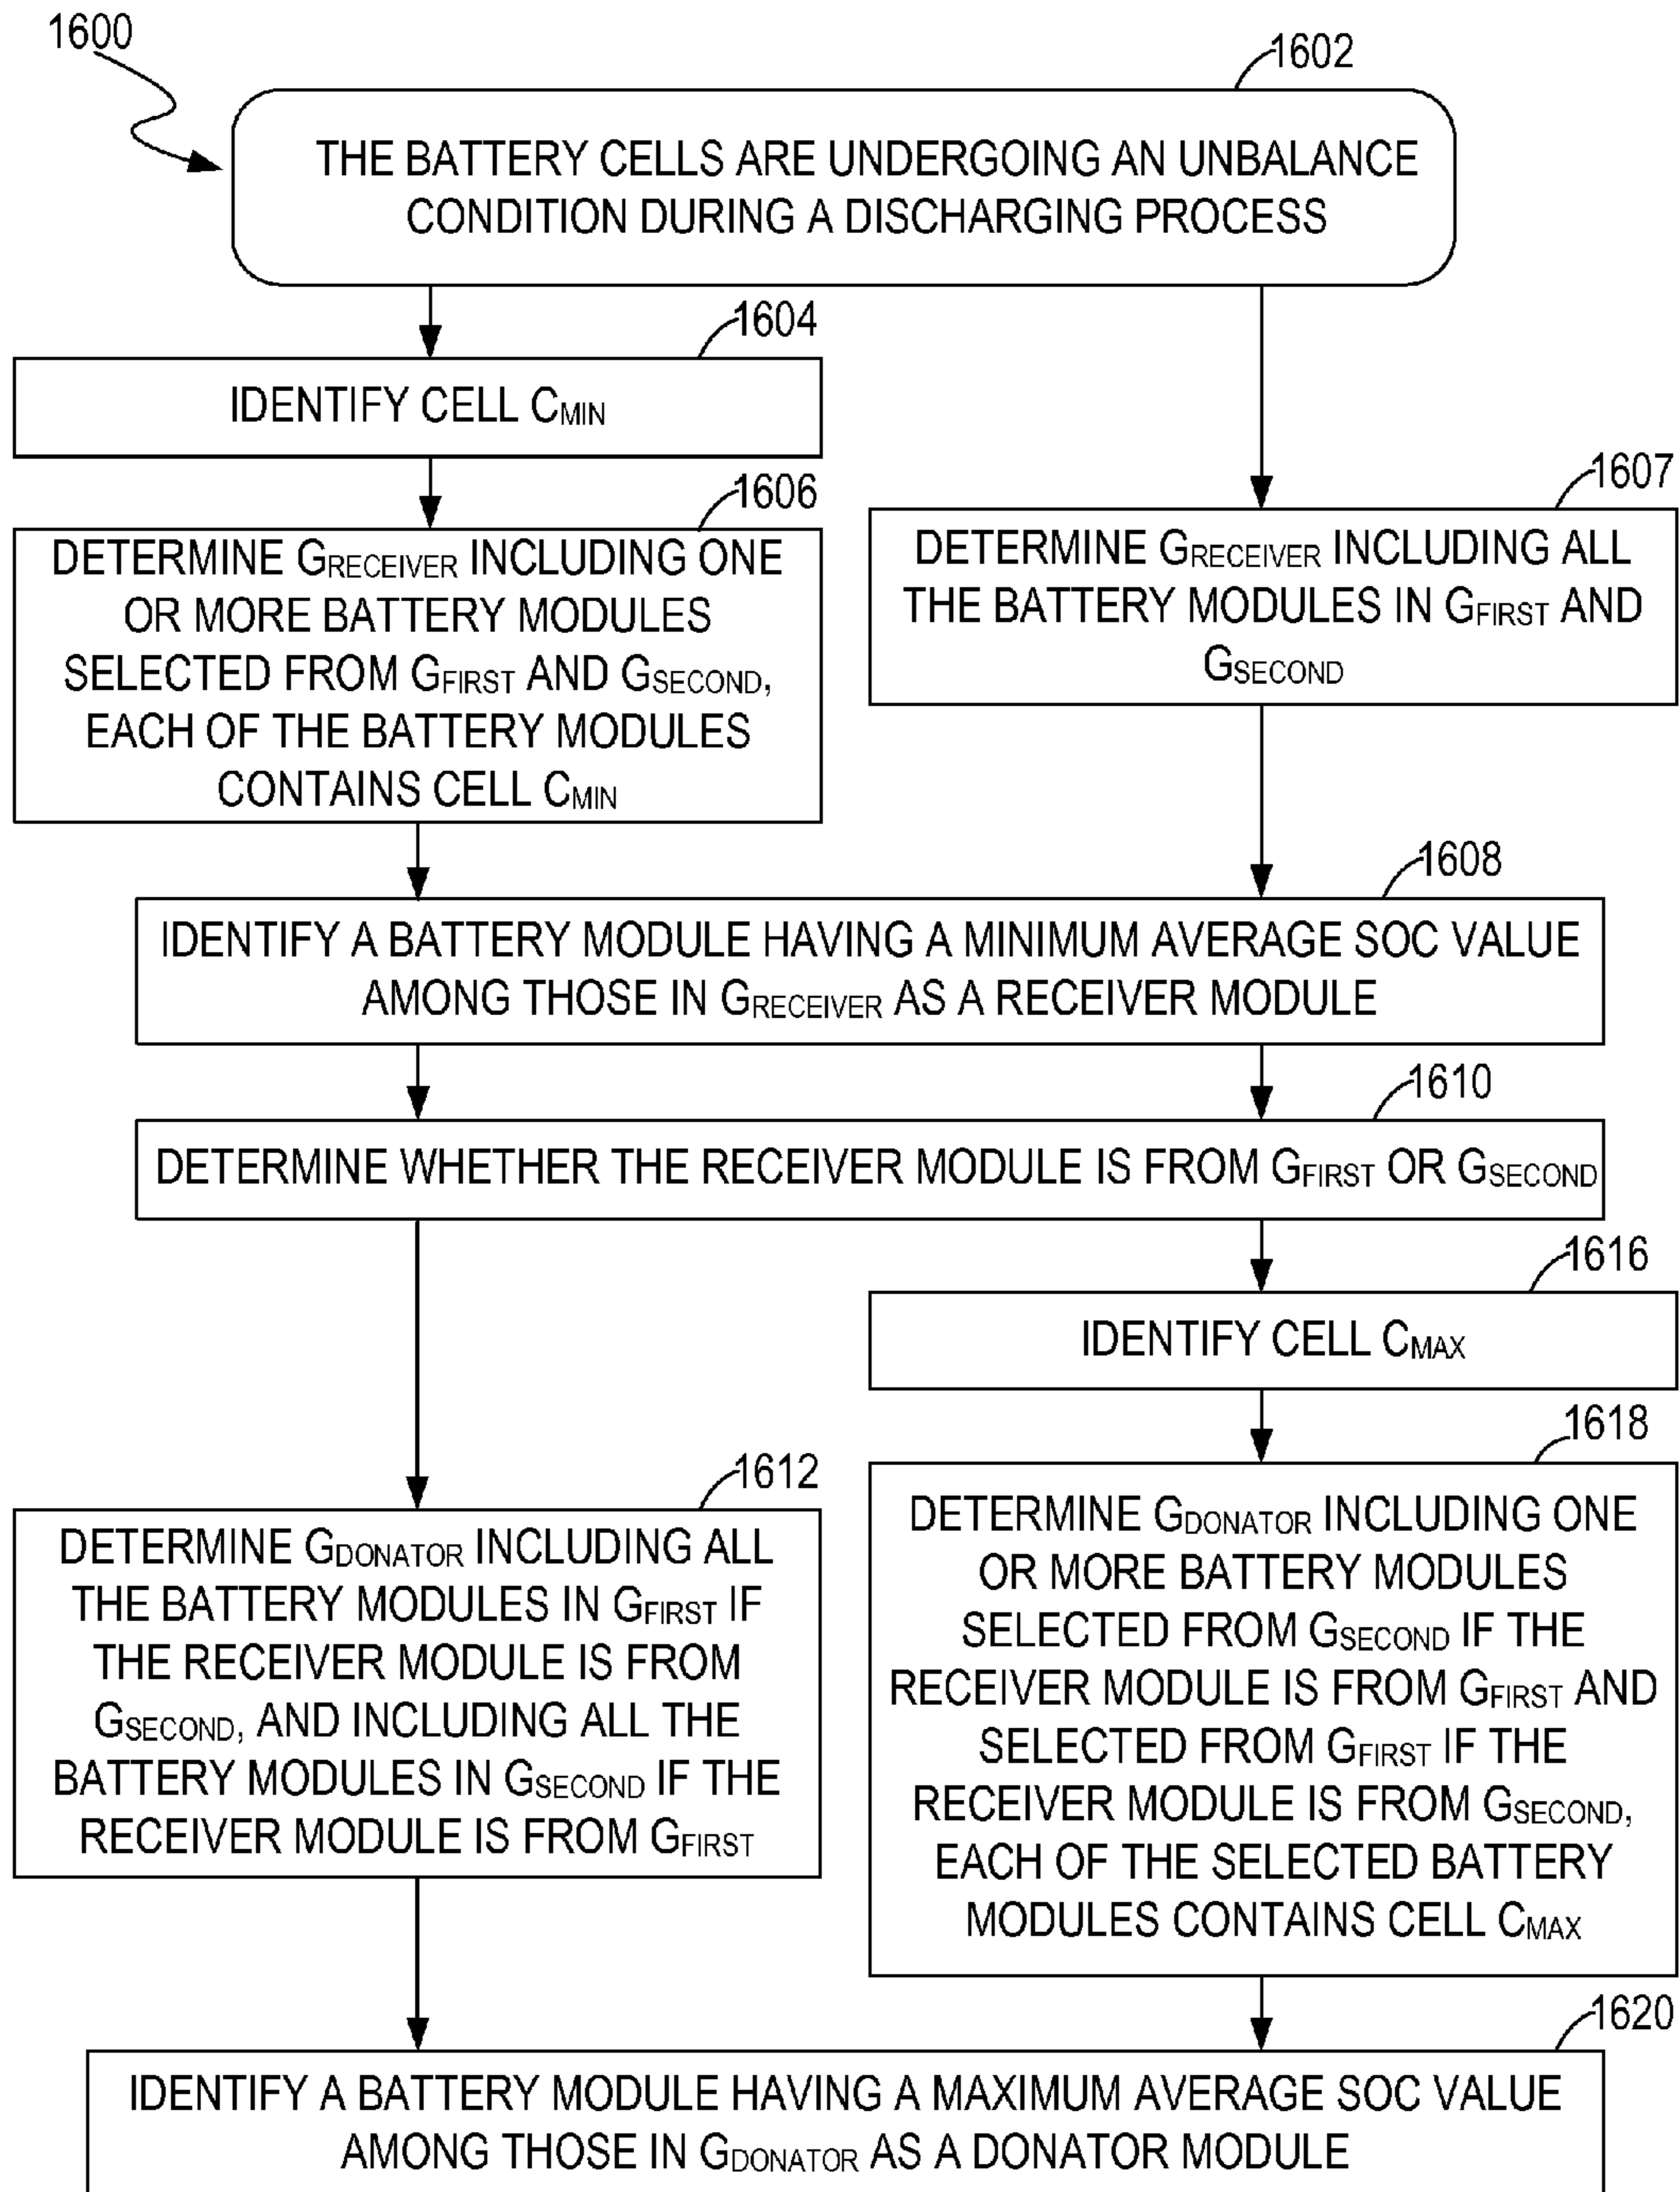 1600
1602
THE BATTERY CELLS ARE UNDERGOING AN UNBALANCE
CONDITION DURING A DISCHARGING PROCESS
1604
IDENTIFY CELL CMIN
1606
DETERMINE GRECEIVER INCLUDING ONE
OR MORE BATTERY MODULES
SELECTED FROM GFIRST AND GSECOND,
EACH OF THE BATTERY MODULES
CONTAINS CELL CMIN
1607
DETERMINE GRECEIVER INCLUDING ALL
THE BATTERY MODULES IN GFIRST AND
GSECOND
1608
IDENTIFY A BATTERY MODULE HAVING A MINIMUM AVERAGE SOC VALUE
AMONG THOSE IN GRECEIVER AS A RECEIVER MODULE
1610
DETERMINE WHETHER THE RECEIVER MODULE IS FROM GFIRST OR GSECOND
1616
IDENTIFY CELL CMAX
1612
DETERMINE GDONATOR INCLUDING ALL
THE BATTERY MODULES IN GFIRST IF
THE RECEIVER MODULE IS FROM
GSECOND, AND INCLUDING ALL THE
BATTERY MODULES IN GSECOND IF THE
RECEIVER MODULE IS FROM GFIRST
1618
DETERMINE GDONATOR INCLUDING ONE
OR MORE BATTERY MODULES
SELECTED FROM GSECOND IF THE
RECEIVER MODULE IS FROM GFIRST AND
SELECTED FROM GFIRST IF THE
RECEIVER MODULE IS FROM GSECOND,
EACH OF THE SELECTED BATTERY
MODULES CONTAINS CELL CMAX
1620
IDENTIFY A BATTERY MODULE HAVING A MAXIMUM AVERAGE SOC VALUE
AMONG THOSE IN GDONATOR AS A DONATOR MODULE